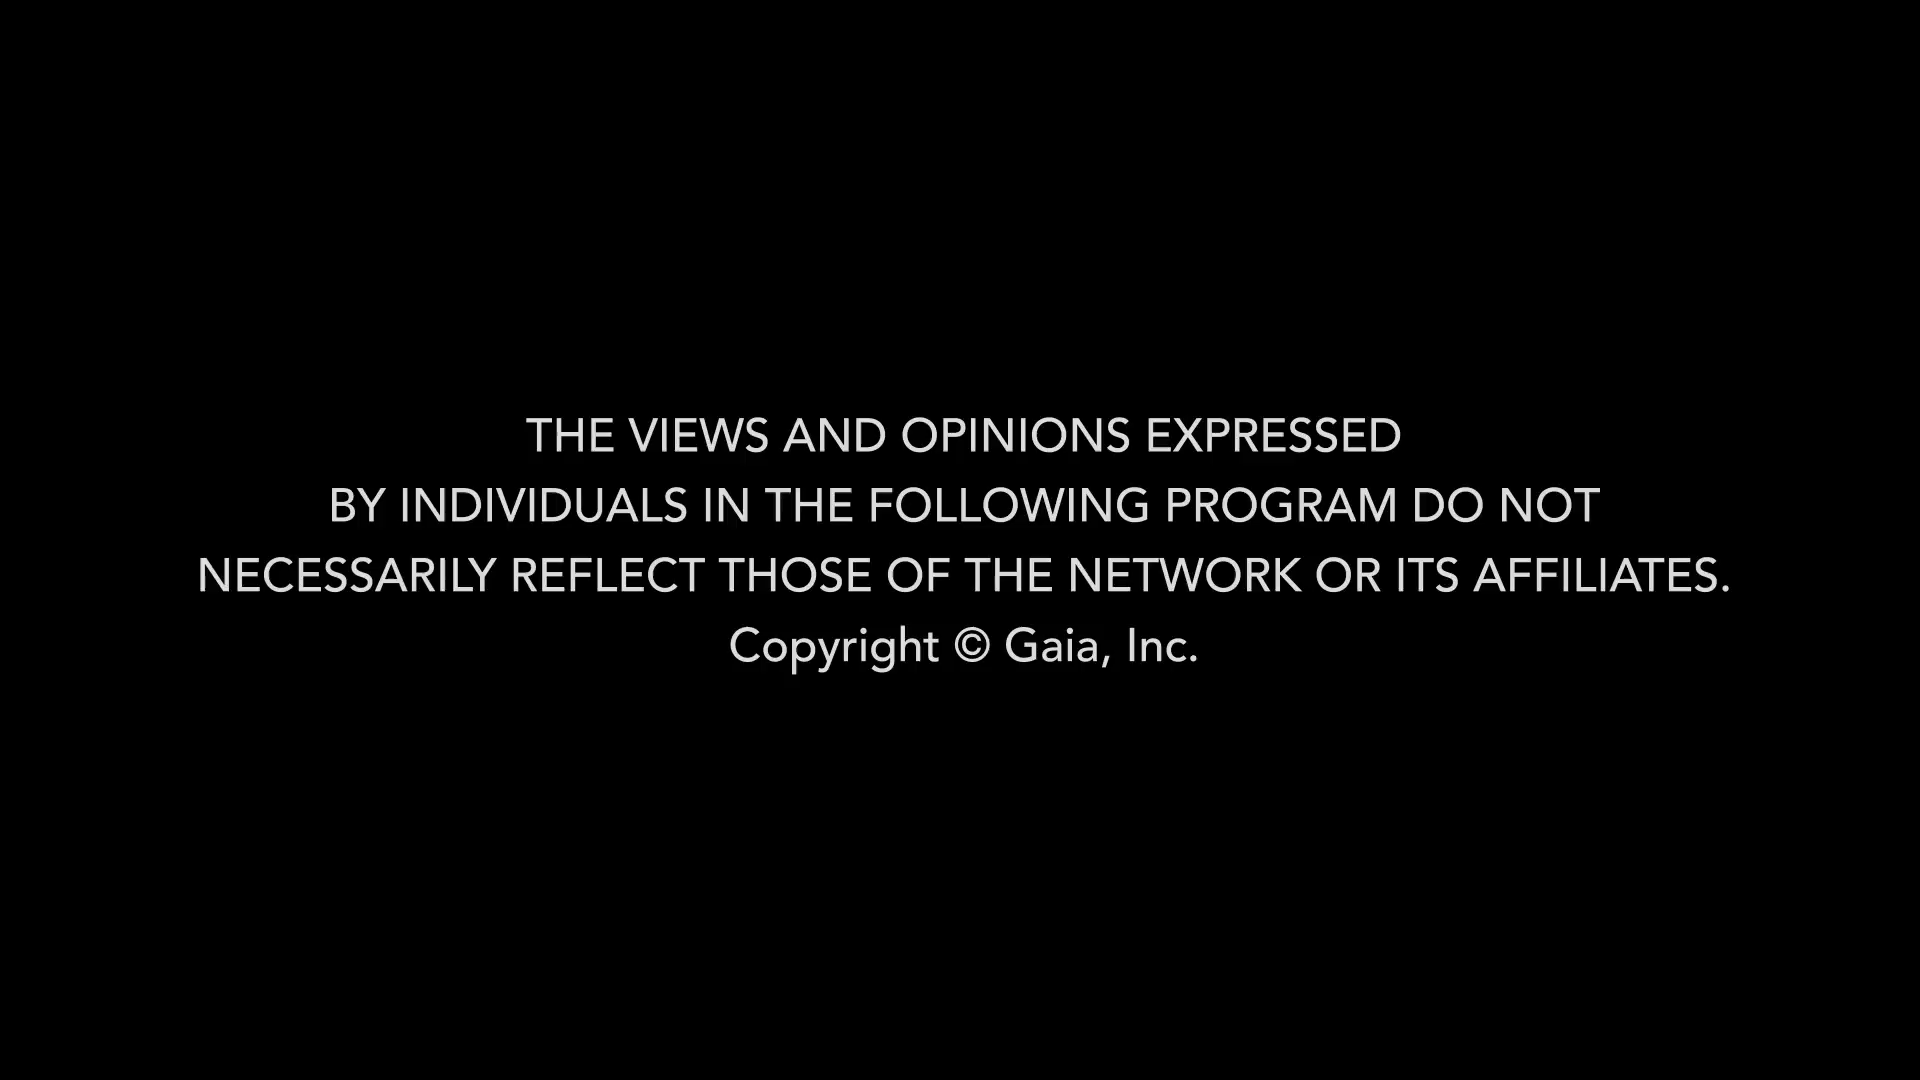 THE VIEWS AND OPINIONS EXPRESSED
BY INDIVIDUALS IN THE FOLLOWING PROGRAM DO NOT
NECESSARILY REFLECT THOSE OF THE NETWORK OR ITS AFFILIATES.
Copyright © Gaia, Inc.